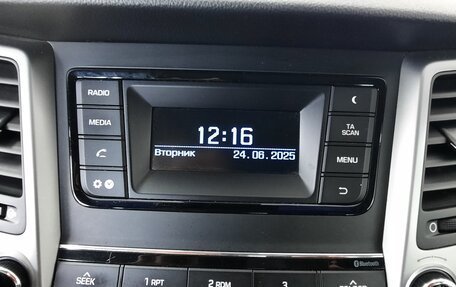 RADIO
12:16
TA
SCAN
MEDIA
Вторник 24.06.2025
MENU
Bluetooth
SEEK
1 RPT
2 RDM
3